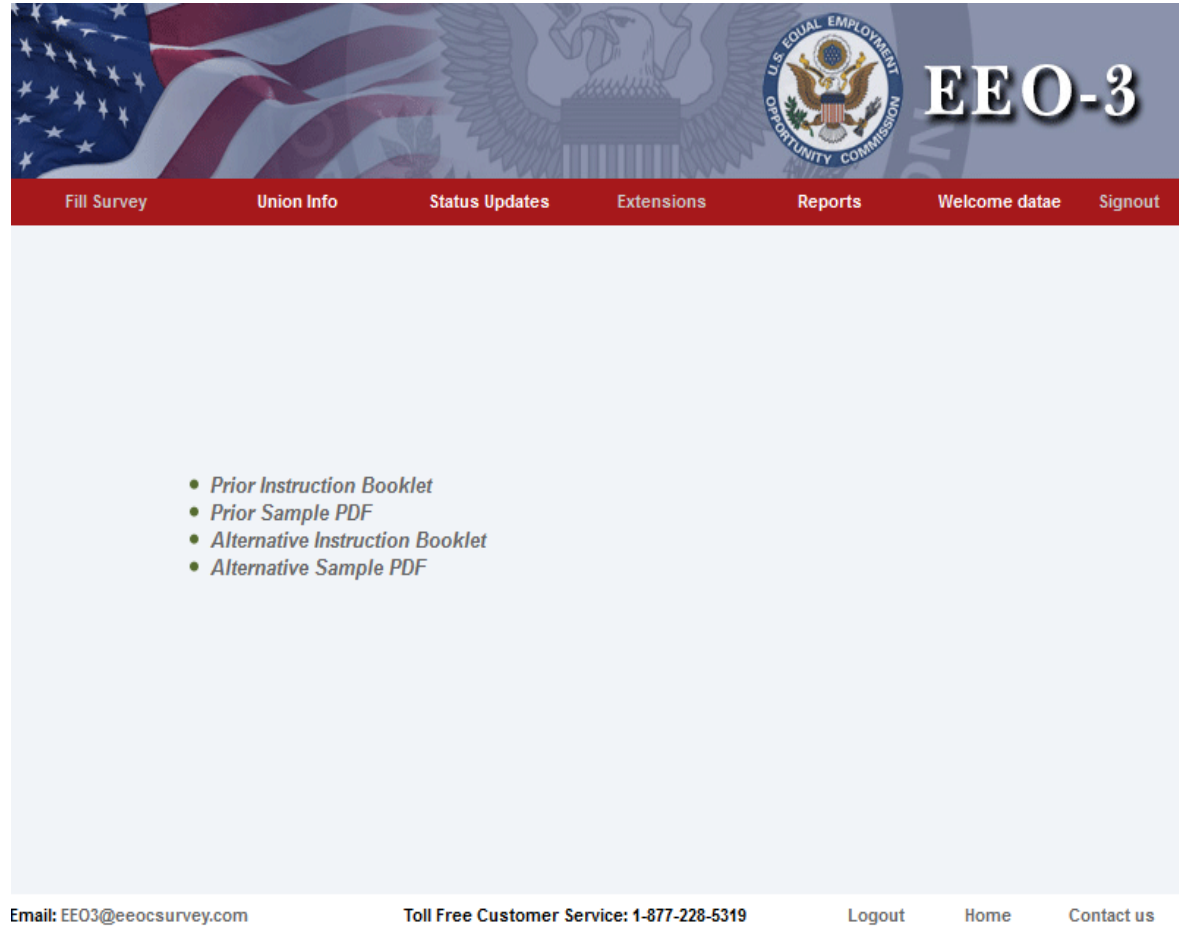 U.S. EQUAL EMPLOYMENT OPPORTUNITY COMMISSION
EEO-3
Fill Survey Union Info Status Updates Extensions Reports Welcome datae Signout
Prior Instruction Booklet
Prior Sample PDF
Alternative Instruction Booklet
Alternative Sample PDF
Email: EEO3@eeocsurvey.com Toll Free Customer Service: 1-877-228-5319 Logout Home Contact us